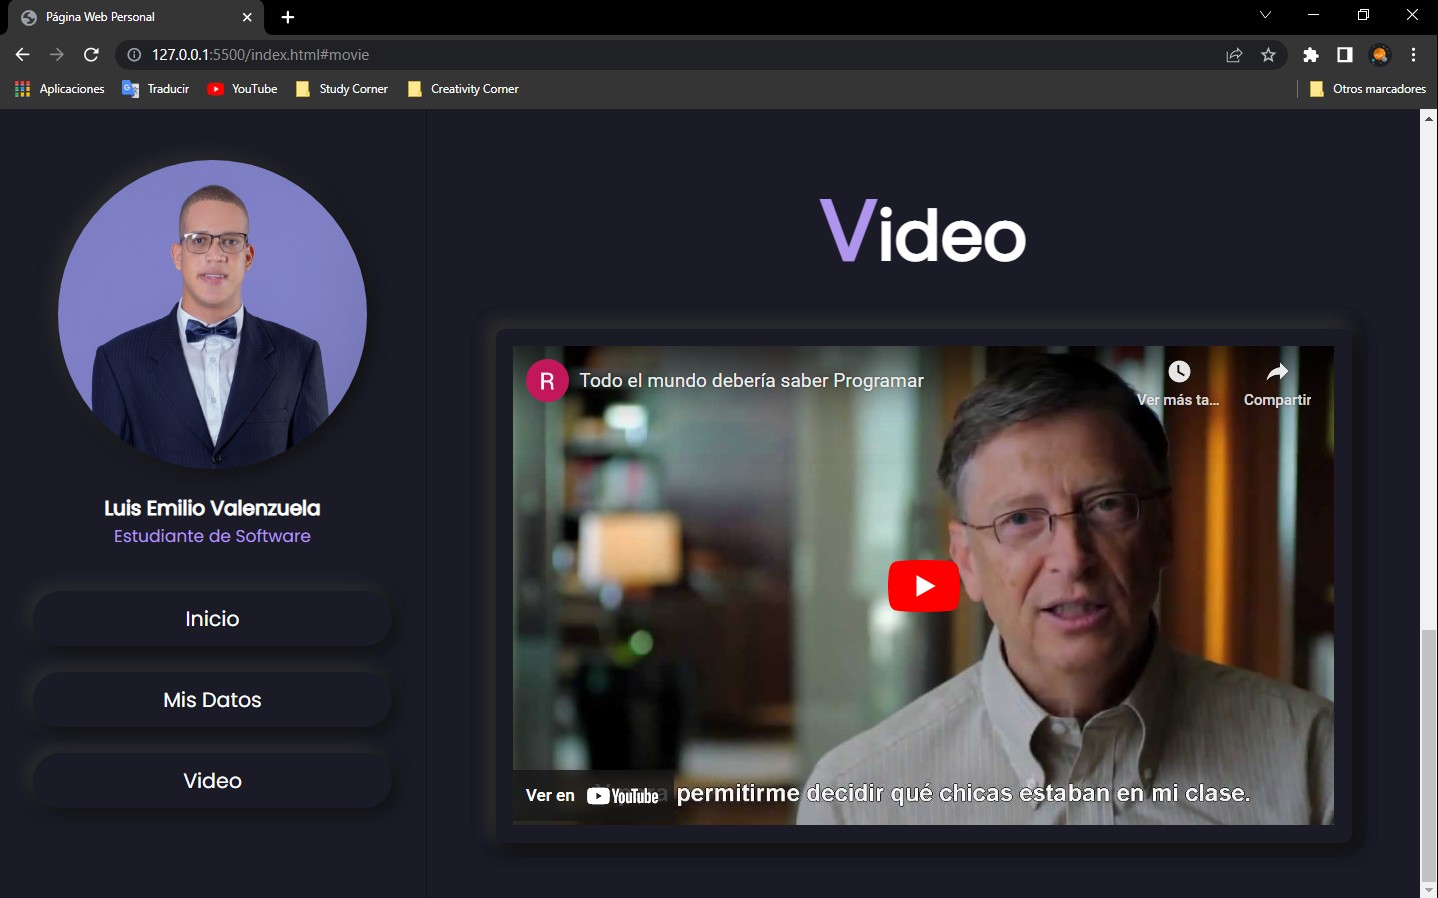 Página Web Personal
127.0.0.1:5500/index.html#movie
Aplicaciones Traducir YouTube Study Corner Creativity Corner Otros marcadores
Luis Emilio Valenzuela
Estudiante de Software
Inicio
Mis Datos
Video
Video
R Todo el mundo debería saber Programar
Ver más ta... Compartir
permitirme decidir qué chicas estaban en mi clase.
Ver en YouTube